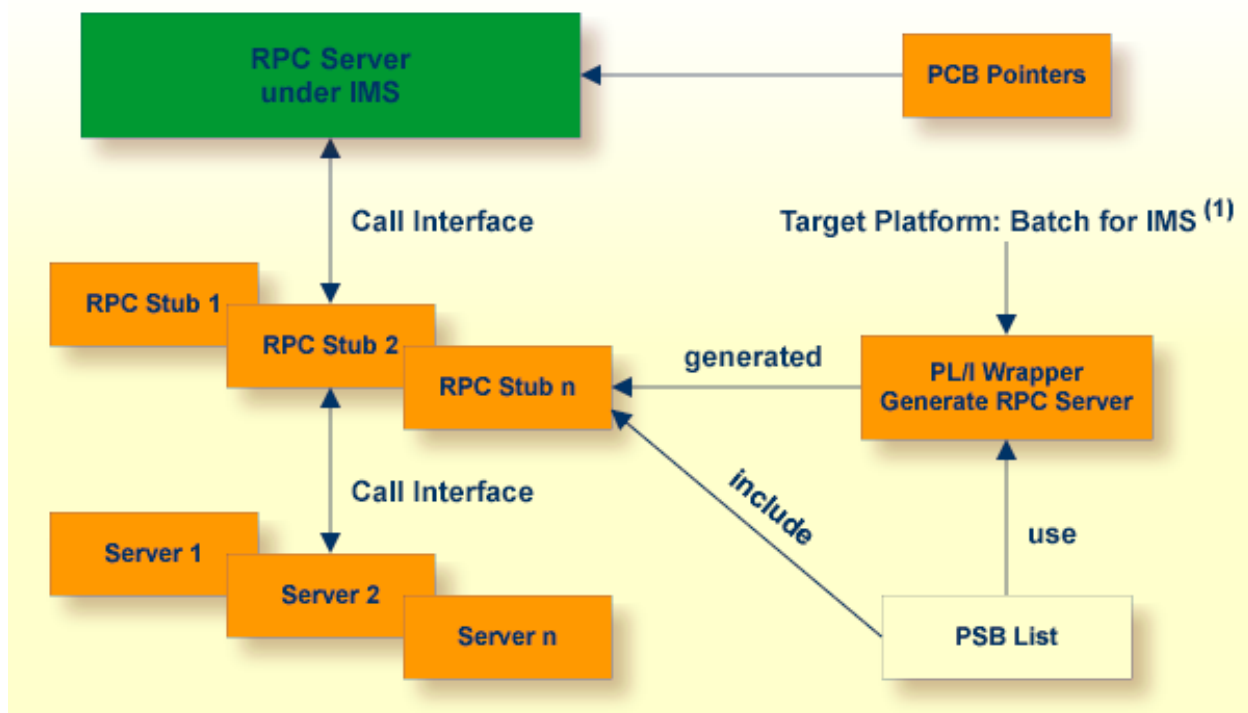 RPC Server
under IMS
PCB Pointers
Call Interface
Target Platform: Batch for IMS (1)
RPC Stub 1
RPC Stub 2
RPC Stub n
generated
PL/I Wrapper
Generate RPC Server
Call Interface
include
use
Server 1
Server 2
Server n
PSB List